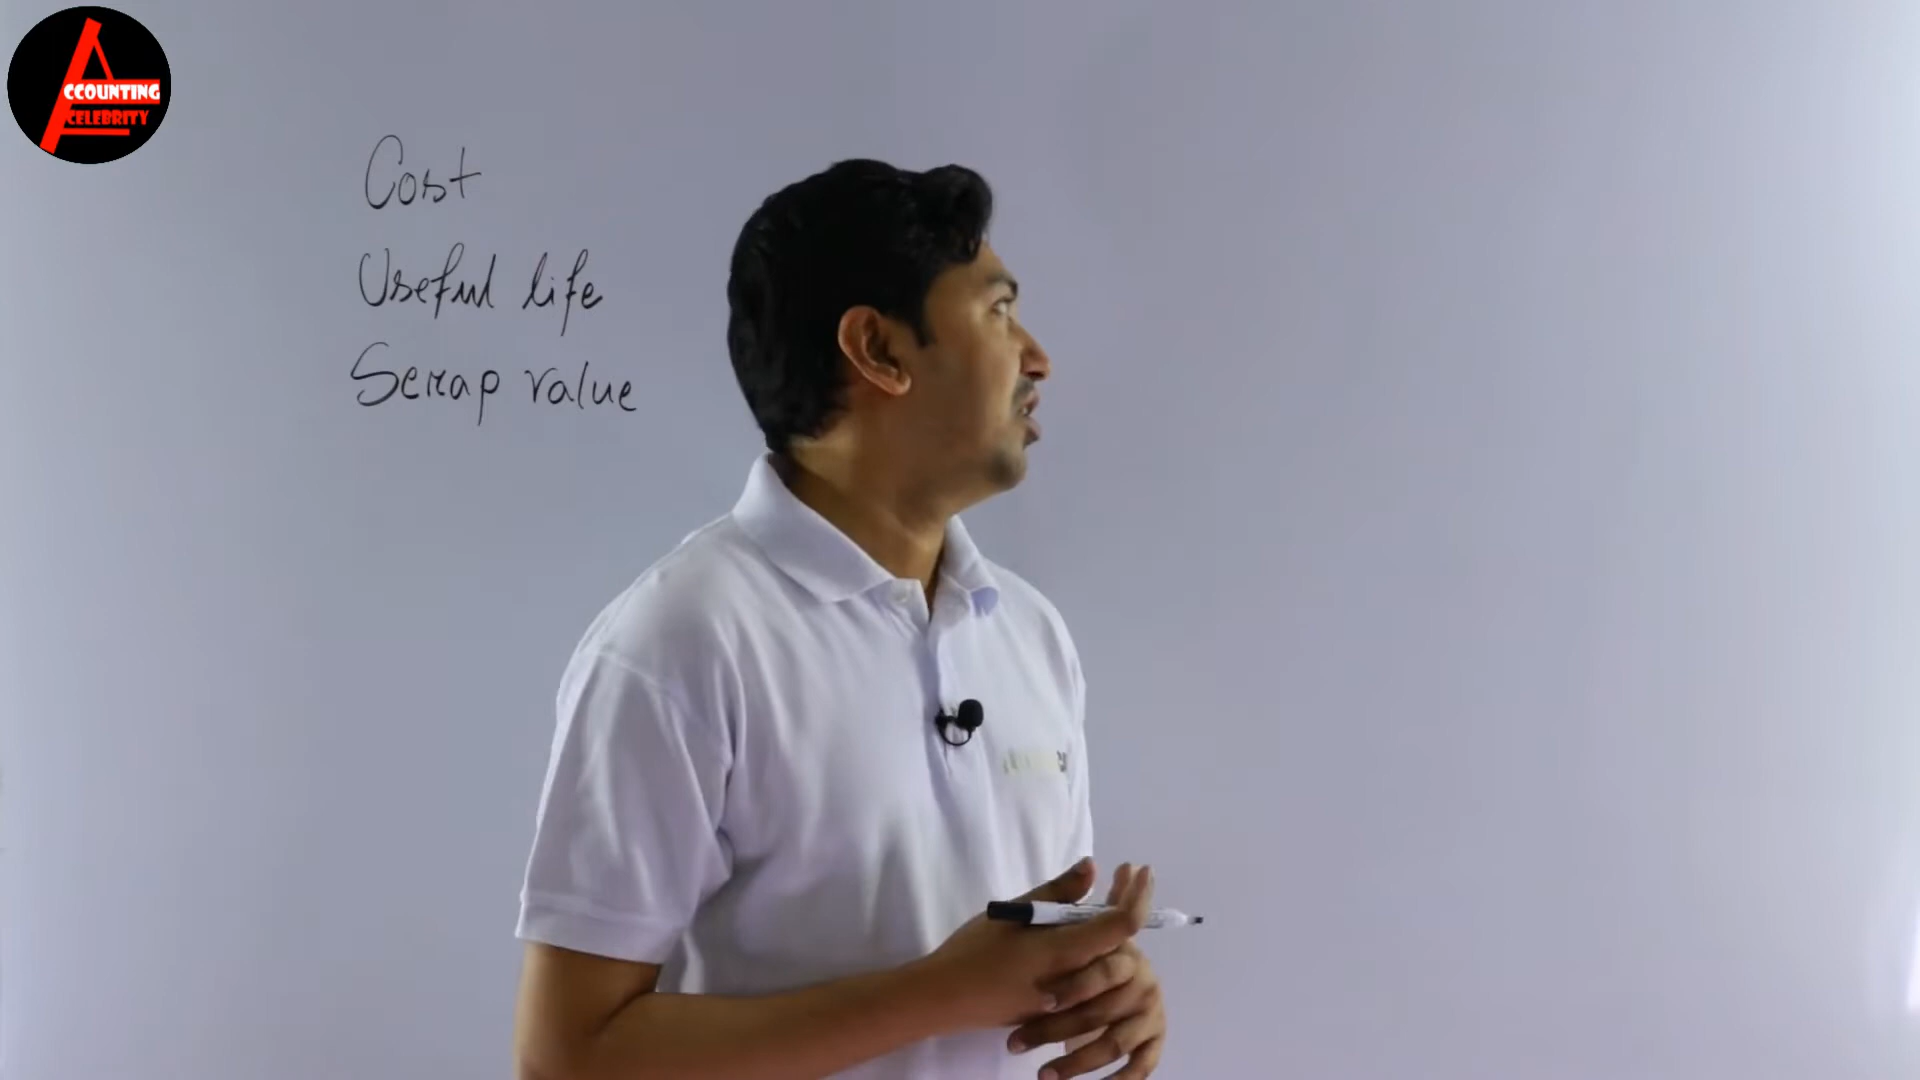 ACCOUNTING
CELEBRITY
Cost
Useful life
Scrap value